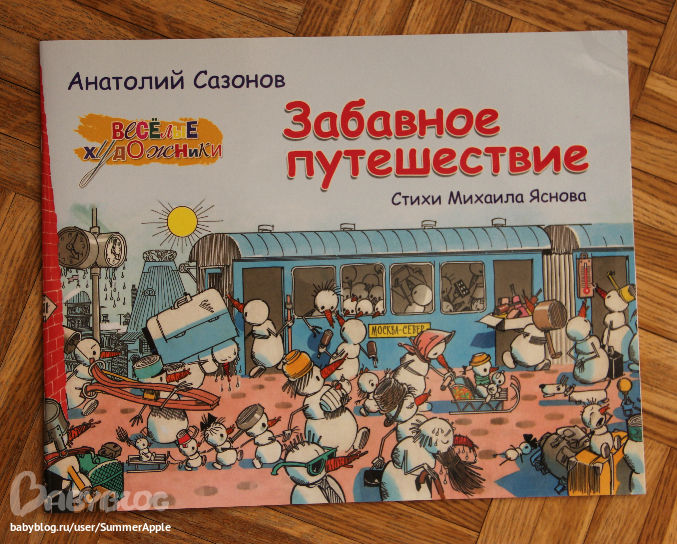 Анатолий Сазонов
ВЕСЁЛЫЕ
ХУДОЖНИКИ
Забавное
путешествие
Стихи Михаила Яснова
МОСКВА-СЕВЕР
BABYBLOG
babyblog.ru/user/SummerApple